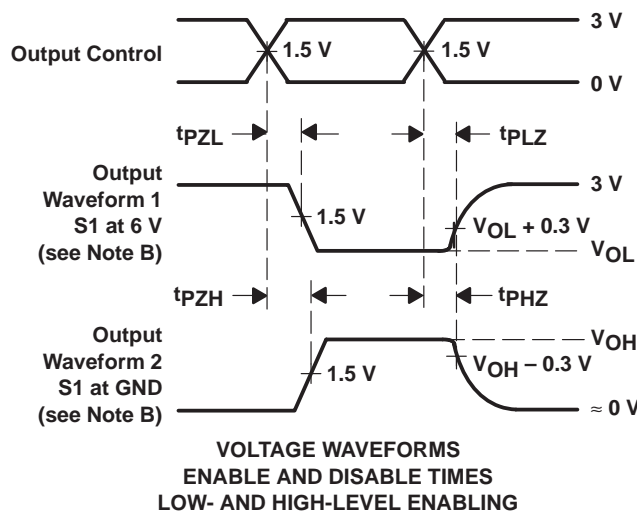 3 V
Output Control
1.5 V
1.5 V
0 V
tPZL
tPLZ
Output
Waveform 1
S1 at 6 V
(see Note B)
3 V
1.5 V
VOL + 0.3 V
VOL
tPZH
tPHZ
Output
Waveform 2
S1 at GND
(see Note B)
VOH
1.5 V
VOH − 0.3 V
≈ 0 V
VOLTAGE WAVEFORMS
ENABLE AND DISABLE TIMES
LOW- AND HIGH-LEVEL ENABLING